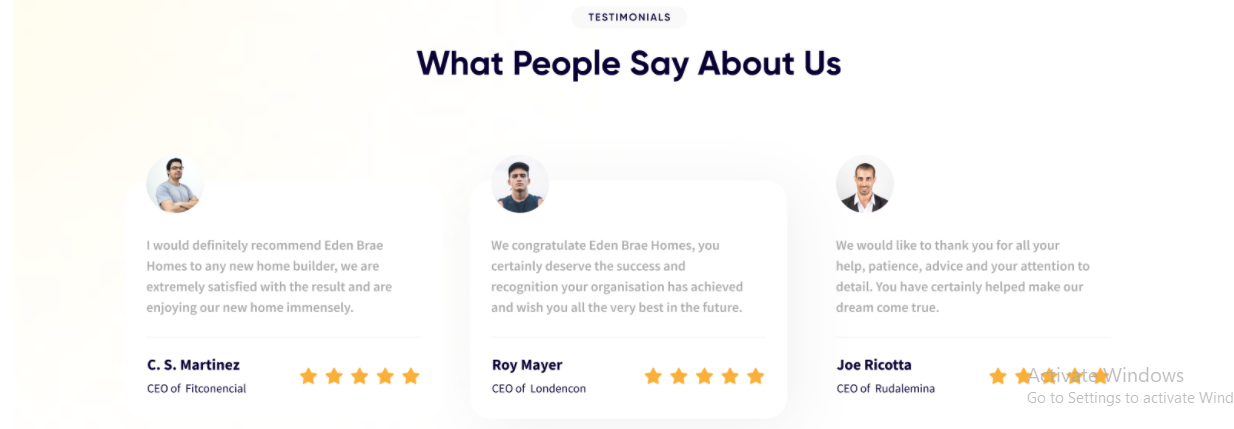 TESTIMONIALS
What People Say About Us
I would definitely recommend Eden Brae
Homes to any new home builder, we are
extremely satisfied with the result and are
enjoying our new home immensely.
C. S. Martinez
CEO of Fitconencial
We congratulate Eden Brae Homes, you
certainly deserve the success and
recognition your organisation has achieved
and wish you all the very best in the future.
Roy Mayer
CEO of Londencon
We would like to thank you for all your
help, patience, advice and your attention to
detail. You have certainly helped make our
dream come true.
Joe Ricotta
CEO of Rudalemina
Activate Windows
Go to Settings to activate Wind